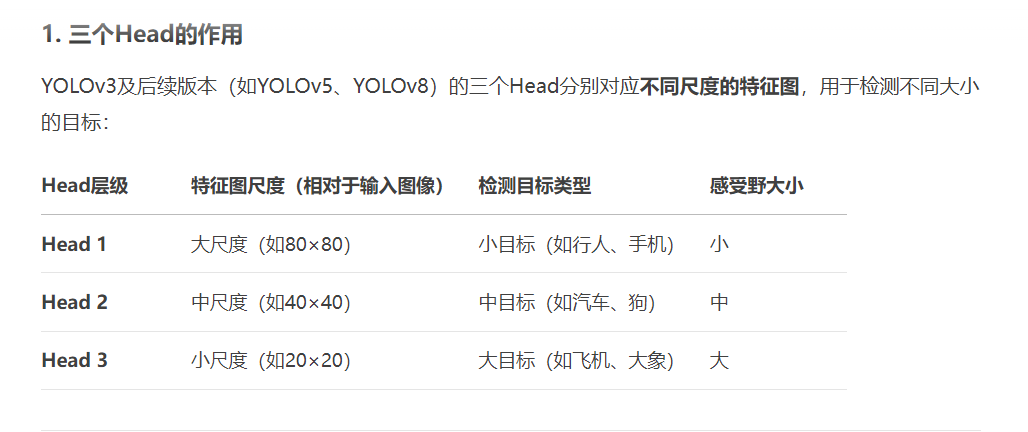 1. 三个Head的作用
YOLOv3及后续版本（如YOLOv5、YOLOv8）的三个Head分别对应不同尺度的特征图，用于检测不同大小
的目标：
Head层级 特征图尺度（相对于输入图像） 检测目标类型 感受野大小
Head 1 大尺度（如80×80） 小目标（如行人、手机） 小
Head 2 中尺度（如40×40） 中目标（如汽车、狗） 中
Head 3 小尺度（如20×20） 大目标（如飞机、大象） 大